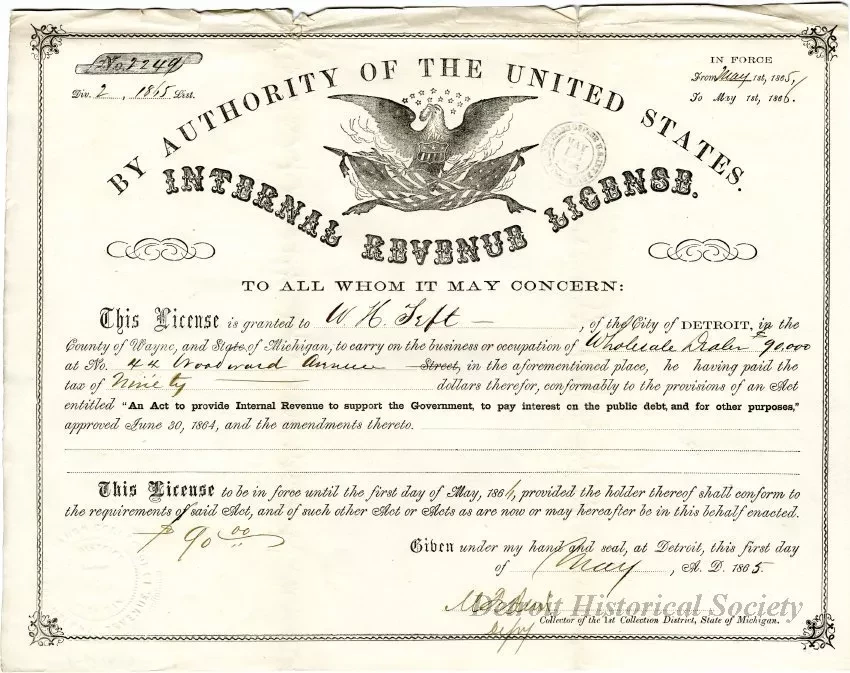 No. 2249
Div. 2, 1865 Dist.
IN FORCE
From May 1st, 1865,
To May 1st, 1866.
BY AUTHORITY OF THE UNITED STATES.
INTERNAL REVENUE LICENSE.
TO ALL WHOM IT MAY CONCERN:
This License is granted to W. H. Teft — , of the City of DETROIT, in the
County of Wayne, and State of Michigan, to carry on the business or occupation of Wholesale Dealer $90.000
at No. 44 Woodward Avenue Street, in the aforementioned place, he having paid the
tax of Ninety dollars therefor, conformably to the provisions of an Act
entitled "An Act to provide Internal Revenue to support the Government, to pay interest on the public debt, and for other purposes,"
approved June 30, 1864, and the amendments thereto.
This License to be in force until the first day of May, 1866, provided the holder thereof shall conform to
the requirements of said Act, and of such other Act or Acts as are now or may hereafter be in this behalf enacted.
$90.00
Given under my hand and seal, at Detroit, this first day
of May, A. D. 1865.
Detroit Historical Society
Collector of the 1st Collection District, State of Michigan.